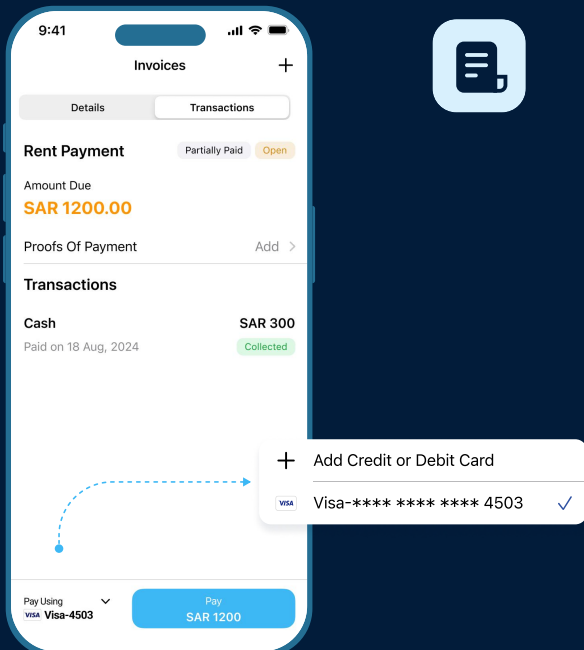 9:41
Invoices
Details Transactions
Rent Payment Partially Paid Open
Amount Due
SAR 1200.00
Proofs Of Payment Add
Transactions
Cash SAR 300
Paid on 18 Aug, 2024 Collected
Add Credit or Debit Card
VISA Visa-**** **** **** 4503
Pay Using
VISA Visa-4503
Pay
SAR 1200